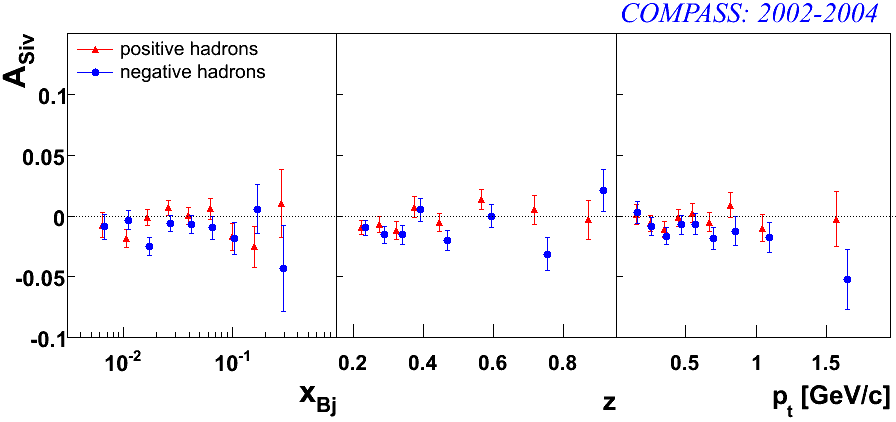 COMPASS: 2002-2004
A_Siv
positive hadrons
negative hadrons
0.1
0.05
0
-0.05
-0.1
10^-2 10^-1 0.2 0.4 0.6 0.8 0.5 1 1.5
x_Bj z p_t [GeV/c]